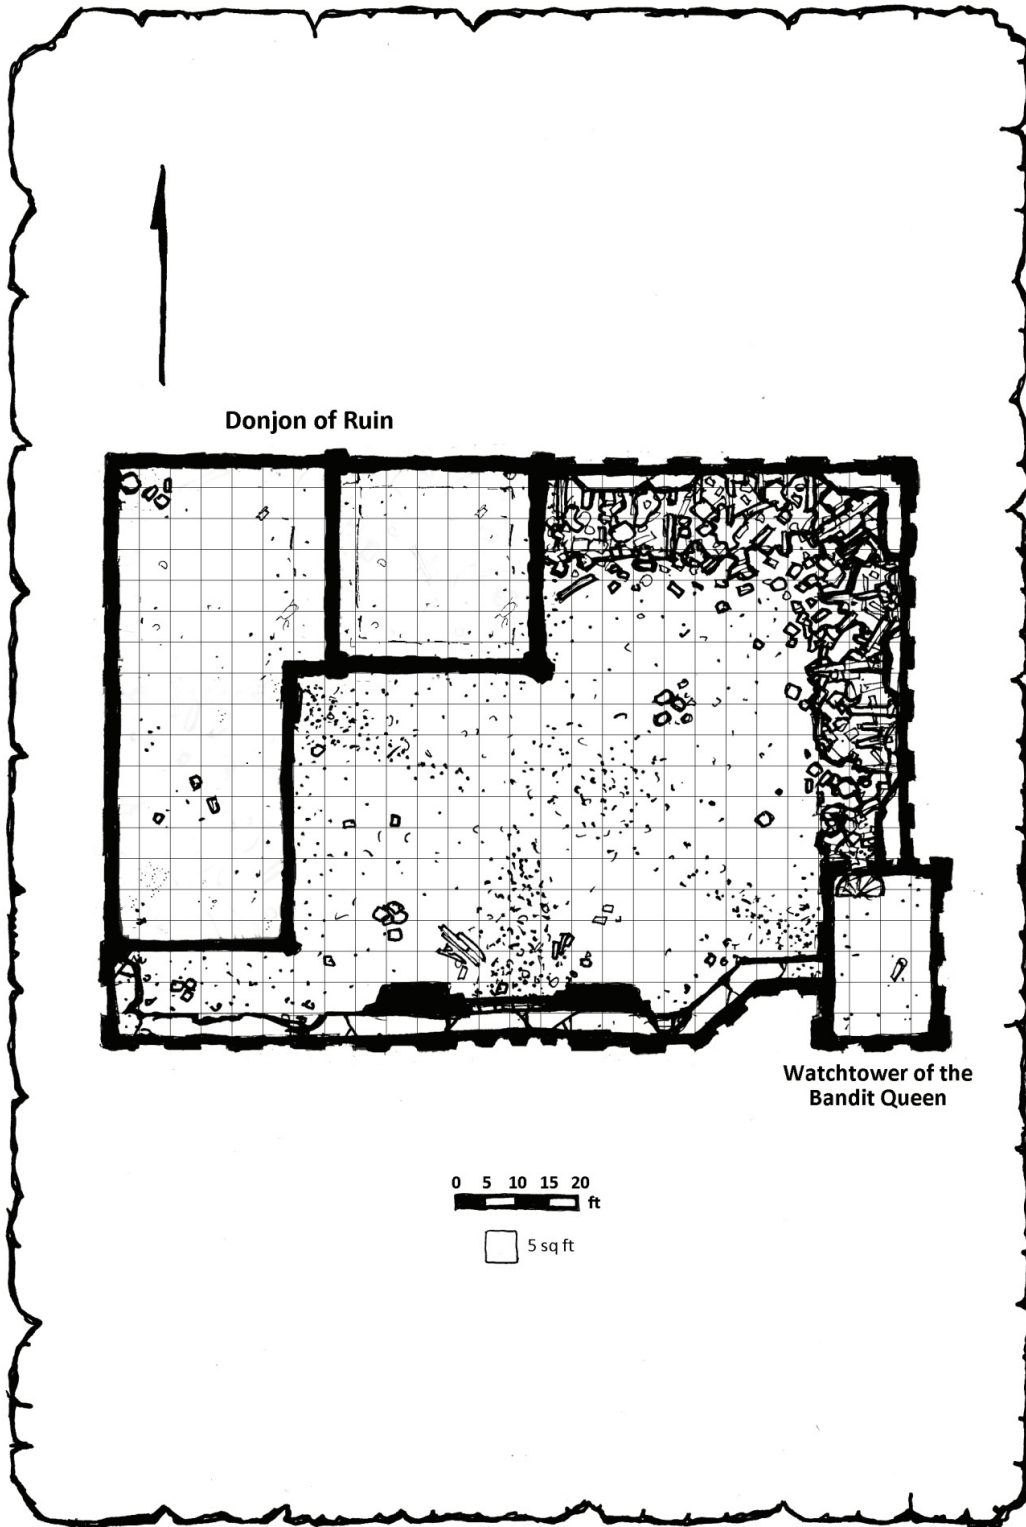 Donjon of Ruin
Watchtower of the
Bandit Queen
0 5 10 15 20
ft
5 sq ft